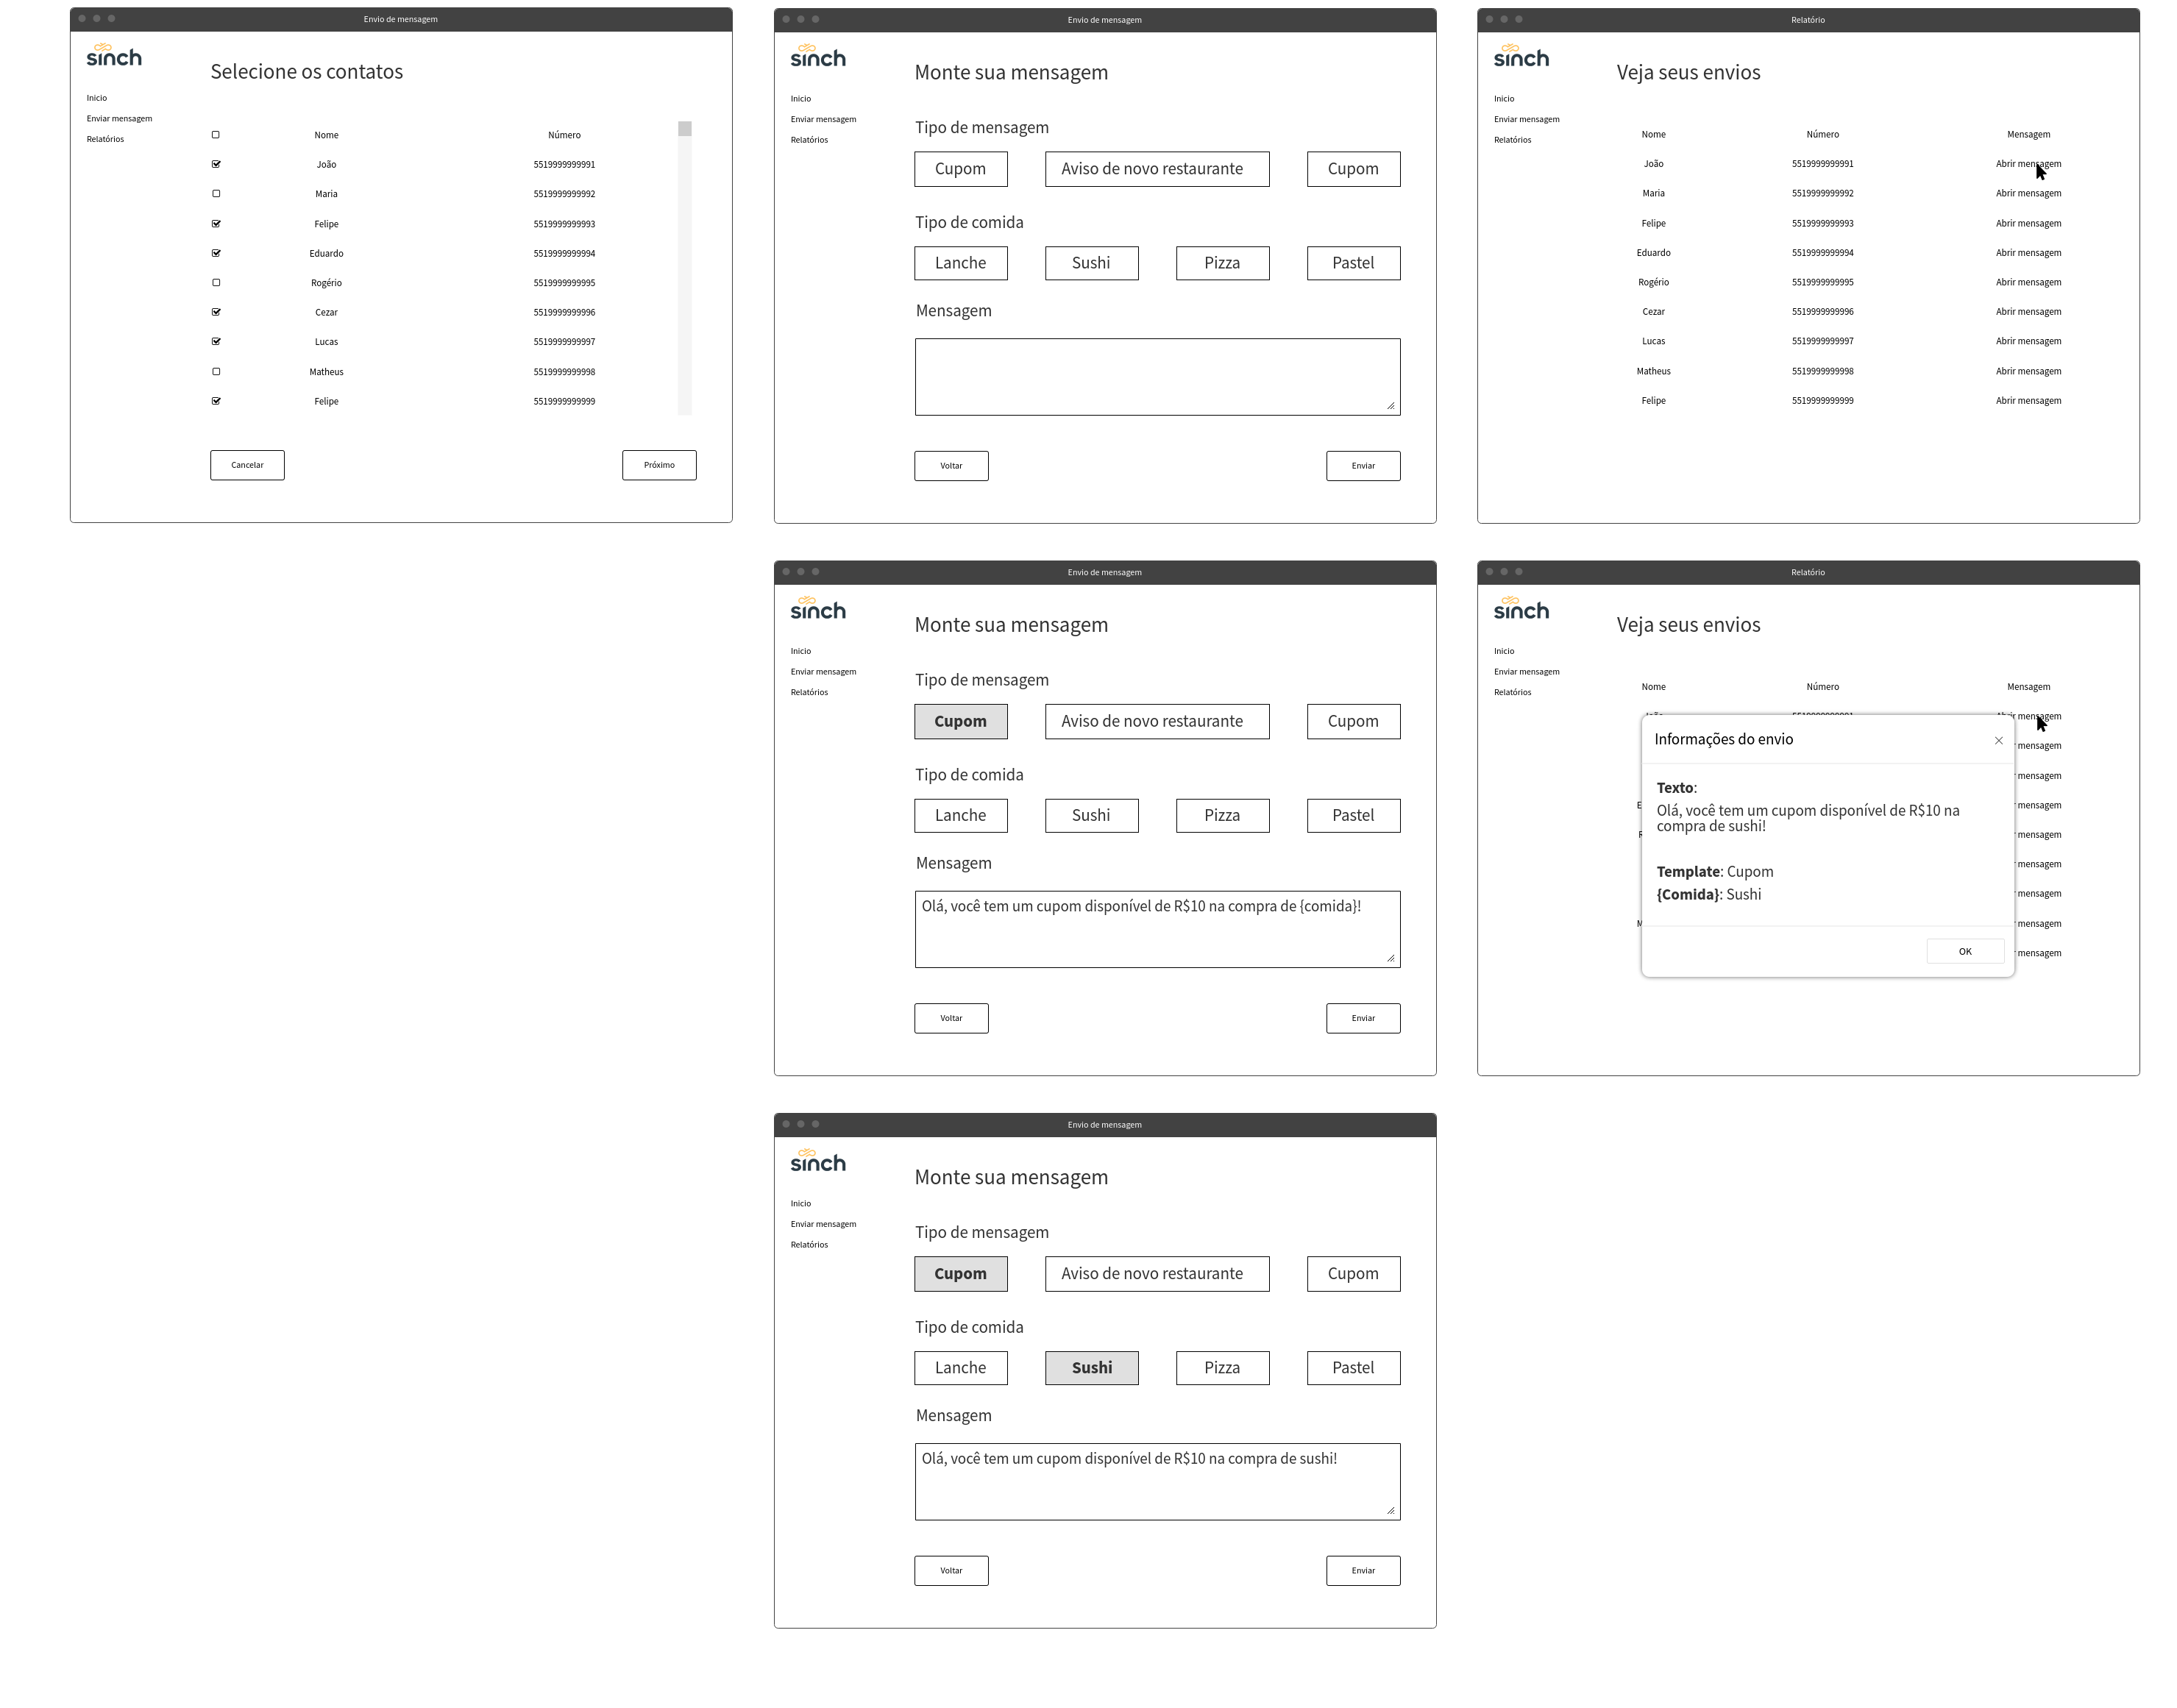 Envio de mensagem
sinch
Selecione os contatos
Inicio
Enviar mensagem
Relatórios
Nome Número
João 5519999999991
Maria 5519999999992
Felipe 5519999999993
Eduardo 5519999999994
Rogério 5519999999995
Cezar 5519999999996
Lucas 5519999999997
Matheus 5519999999998
Felipe 5519999999999
Cancelar Próximo
Envio de mensagem
sinch
Monte sua mensagem
Inicio
Enviar mensagem
Relatórios
Tipo de mensagem
Cupom Aviso de novo restaurante Cupom
Tipo de comida
Lanche Sushi Pizza Pastel
Mensagem
Voltar Enviar
Relatório
sinch
Veja seus envios
Inicio
Enviar mensagem
Relatórios
Nome Número Mensagem
João 5519999999991 Abrir mensagem
Maria 5519999999992 Abrir mensagem
Felipe 5519999999993 Abrir mensagem
Eduardo 5519999999994 Abrir mensagem
Rogério 5519999999995 Abrir mensagem
Cezar 5519999999996 Abrir mensagem
Lucas 5519999999997 Abrir mensagem
Matheus 5519999999998 Abrir mensagem
Felipe 5519999999999 Abrir mensagem
Envio de mensagem
sinch
Monte sua mensagem
Inicio
Enviar mensagem
Relatórios
Tipo de mensagem
Cupom Aviso de novo restaurante Cupom
Tipo de comida
Lanche Sushi Pizza Pastel
Mensagem
Olá, você tem um cupom disponível de R$10 na compra de {comida}!
Voltar Enviar
Relatório
sinch
Veja seus envios
Inicio
Enviar mensagem
Relatórios
Nome Número Mensagem
Abrir mensagem
mensagem
mensagem
mensagem
mensagem
mensagem
mensagem
mensagem
mensagem
Informações do envio
Texto:
Olá, você tem um cupom disponível de R$10 na
compra de sushi!
Template: Cupom
{Comida}: Sushi
OK
Envio de mensagem
sinch
Monte sua mensagem
Inicio
Enviar mensagem
Relatórios
Tipo de mensagem
Cupom Aviso de novo restaurante Cupom
Tipo de comida
Lanche Sushi Pizza Pastel
Mensagem
Olá, você tem um cupom disponível de R$10 na compra de sushi!
Voltar Enviar